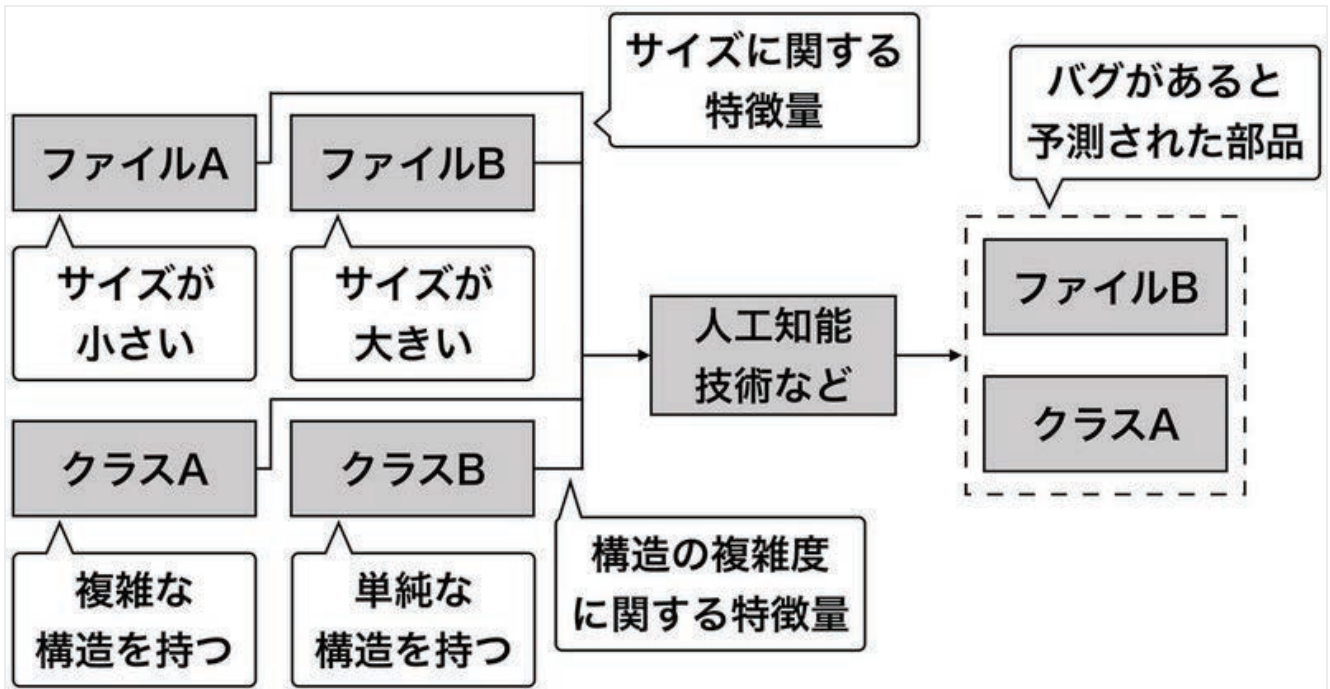 サイズに関する
特徴量
バグがあると
予測された部品
ファイルA
ファイルB
サイズが
小さい
サイズが
大きい
人工知能
技術など
ファイルB
クラスA
クラスA
クラスB
複雑な
構造を持つ
単純な
構造を持つ
構造の複雑度
に関する特徴量